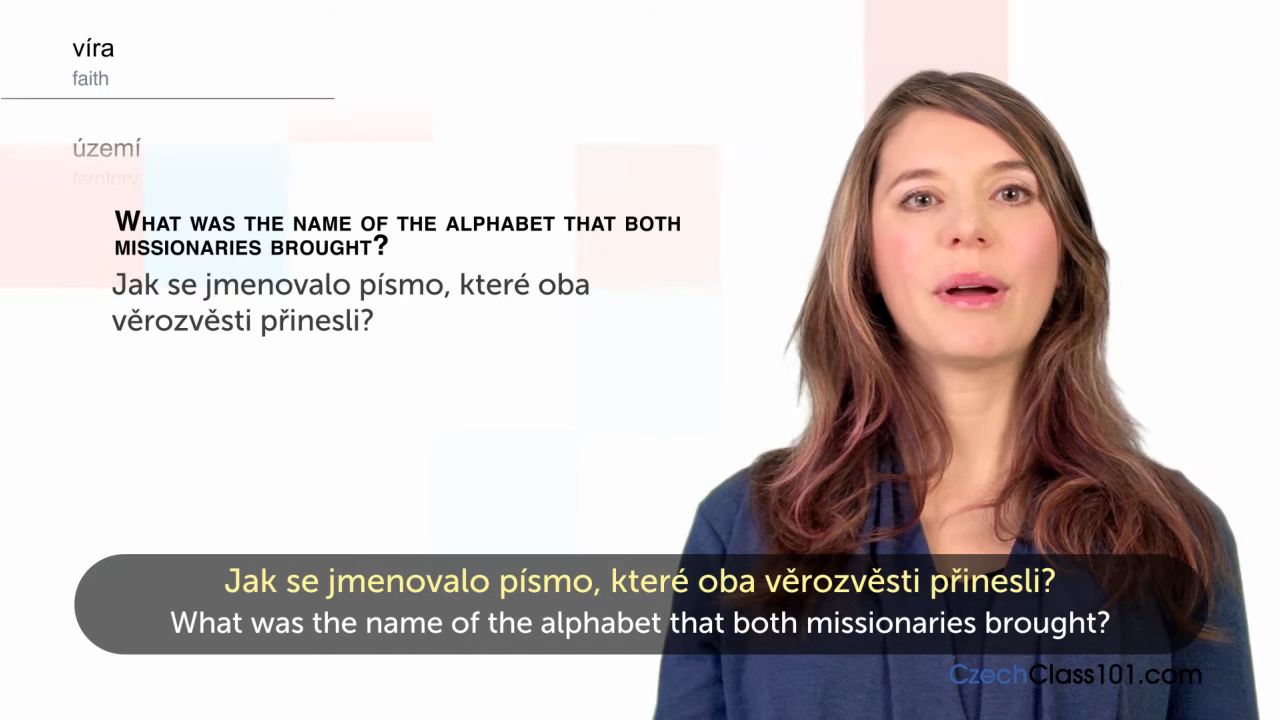 víra
faith
území
territory
What was the name of the alphabet that both
missionaries brought?
Jak se jmenovalo písmo, které oba
věrozvěsti přinesli?
Jak se jmenovalo písmo, které oba věrozvěsti přinesli?
What was the name of the alphabet that both missionaries brought?
CzechClass101.com